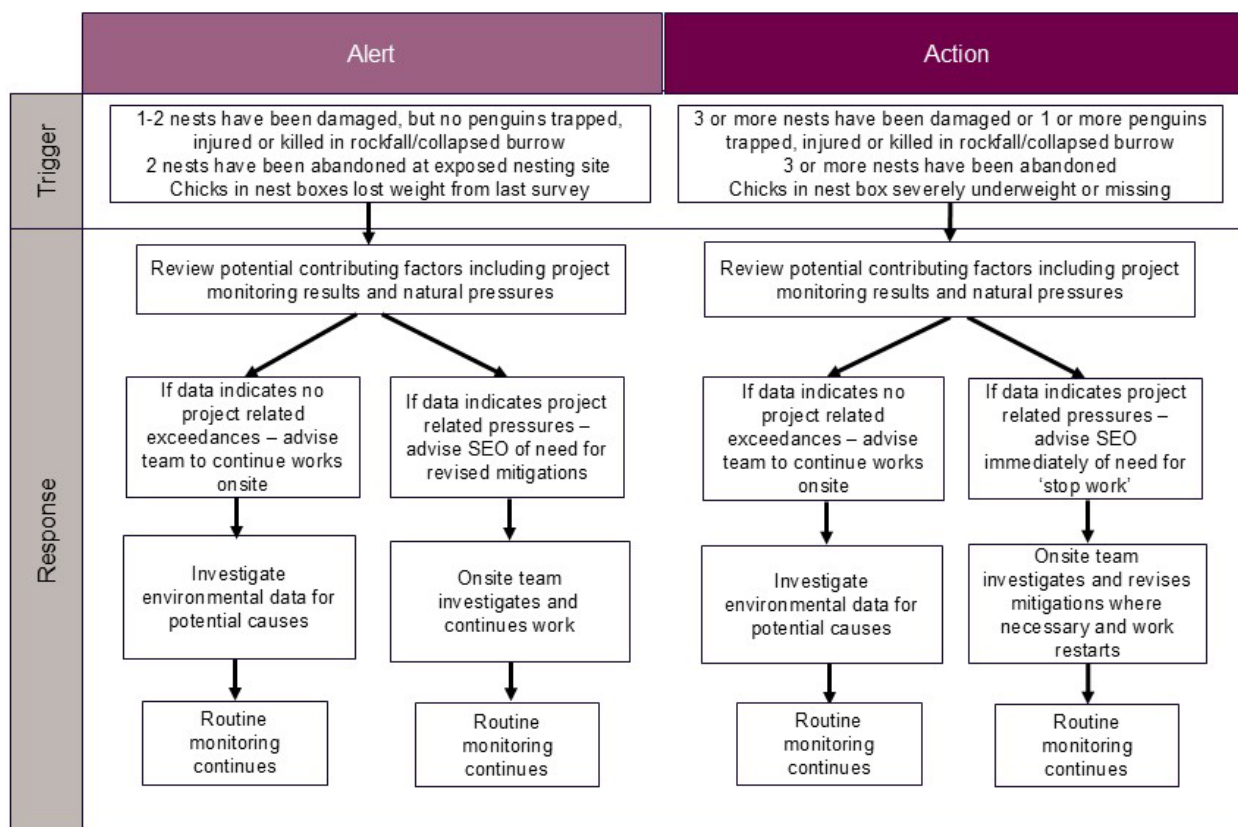 Alert
Action
Trigger
1-2 nests have been damaged, but no penguins trapped,
injured or killed in rockfall/collapsed burrow
2 nests have been abandoned at exposed nesting site
Chicks in nest boxes lost weight from last survey
3 or more nests have been damaged or 1 or more penguins
trapped, injured or killed in rockfall/collapsed burrow
3 or more nests have been abandoned
Chicks in nest box severely underweight or missing
Response
Review potential contributing factors including project
monitoring results and natural pressures
Review potential contributing factors including project
monitoring results and natural pressures
If data indicates no
project related
exceedances – advise
team to continue works
onsite
If data indicates project
related pressures –
advise SEO of need for
revised mitigations
If data indicates no
project related
exceedances – advise
team to continue works
onsite
If data indicates project
related pressures –
advise SEO
immediately of need for
‘stop work’
Investigate
environmental data for
potential causes
Onsite team
investigates and
continues work
Investigate
environmental data for
potential causes
Onsite team
investigates and revises
mitigations where
necessary and work
restarts
Routine
monitoring
continues
Routine
monitoring
continues
Routine
monitoring
continues
Routine
monitoring
continues